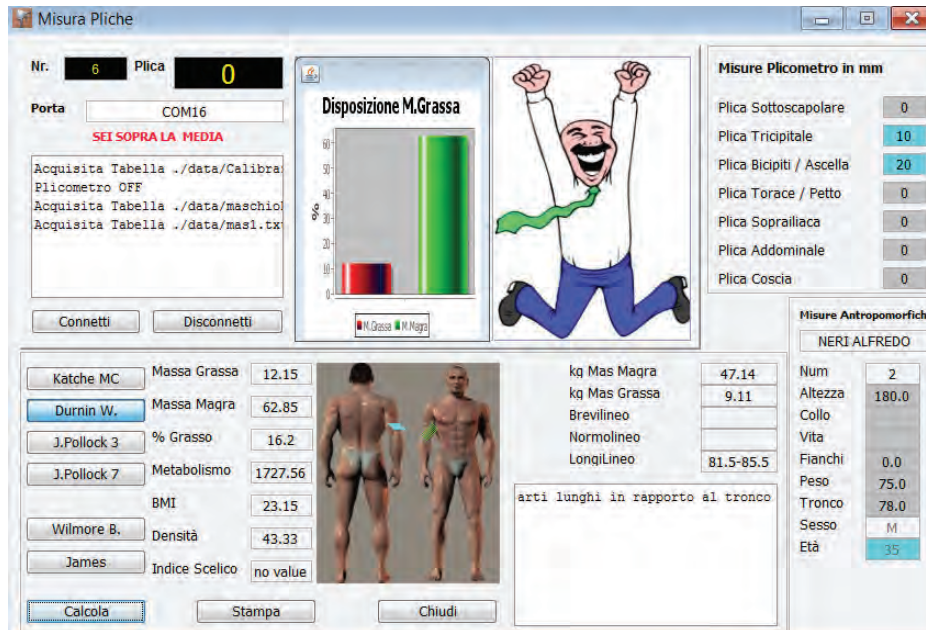 Misura Pliche
Nr. 6 Plica 0
Porta COM16
SEI SOPRA LA MEDIA
Acquisita Tabella ./data/Calibra
Plicometro OFF
Acquisita Tabella ./data/maschio
Acquisita Tabella ./data/mas1.tx
Connetti Disconnetti
Disposizione M.Grassa
%
60
50
40
30
20
10
0
M.Grassa M.Magra
Misure Plicometro in mm
Plica Sottoscapolare 0
Plica Tricipitale 10
Plica Bicipiti / Ascella 20
Plica Torace / Petto 0
Plica Soprailiaca 0
Plica Addominale 0
Plica Coscia 0
Katche MC
Durnin W.
J.Pollock 3
J.Pollock 7
Wilmore B.
James
Massa Grassa 12.15
Massa Magra 62.85
% Grasso 16.2
Metabolismo 1727.56
BMI 23.15
Densità 43.33
Indice Scelico no value
kg Mas Magra 47.14
kg Mas Grassa 9.11
Brevilineo
Normolineo
LongiLineo 81.5-85.5
arti lunghi in rapporto al tronco
Calcola Stampa Chiudi
Misure Antropomorfich
NERI ALFREDO
Num 2
Altezza 180.0
Collo
Vita
Fianchi 0.0
Peso 75.0
Tronco 78.0
Sesso M
Età 35